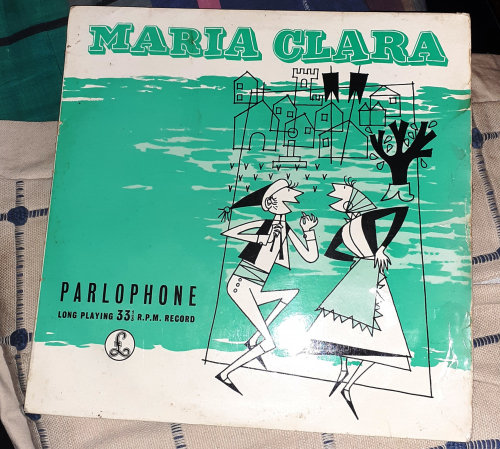 MARIA CLARA
PARLOPHONE
LONG PLAYING 33⅓ R.P.M. RECORD
£